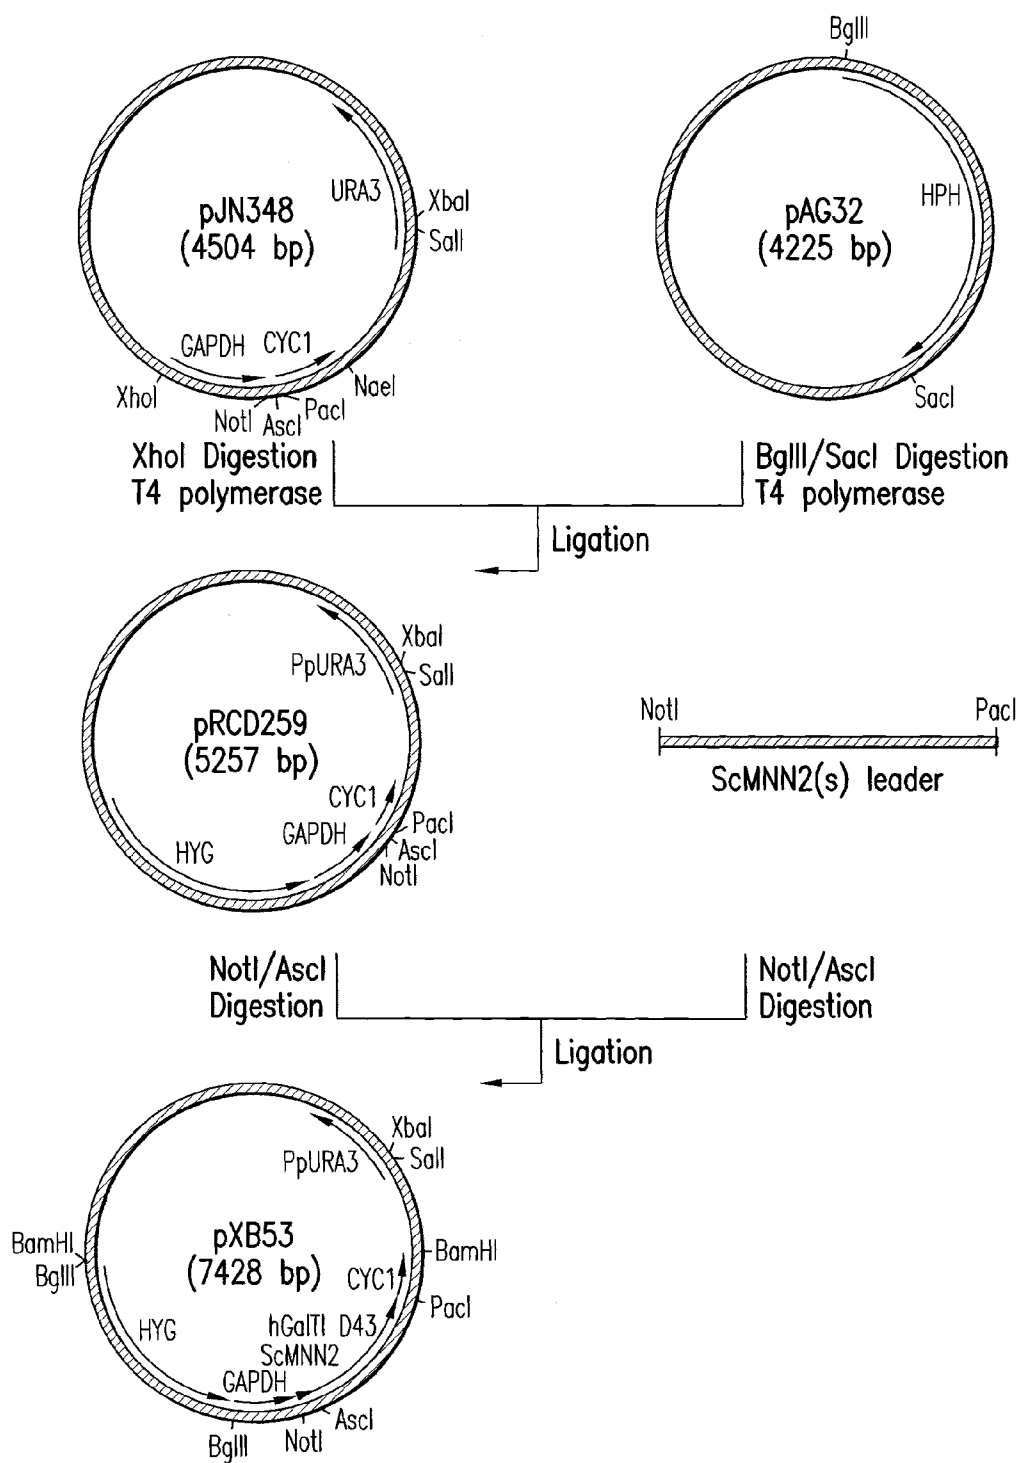 BglII
URA3
XbaI
SalI
pJN348
(4504 bp)
HPH
pAG32
(4225 bp)
GAPDH
CYC1
XhoI
NotI
AscI
PacI
NaeI
SacI
XhoI Digestion
T4 polymerase
BglII/SacI Digestion
T4 polymerase
Ligation
XbaI
SalI
PpURA3
pRCD259
(5257 bp)
CYC1
GAPDH
HYG
PacI
AscI
NotI
NotI
PacI
ScMNN2(s) leader
NotI/AscI
Digestion
NotI/AscI
Digestion
Ligation
XbaI
SalI
PpURA3
BamHI
BglII
pXB53
(7428 bp)
BamHI
CYC1
PacI
hGalTI D43
ScMNN2
HYG
GAPDH
BglII
NotI
AscI